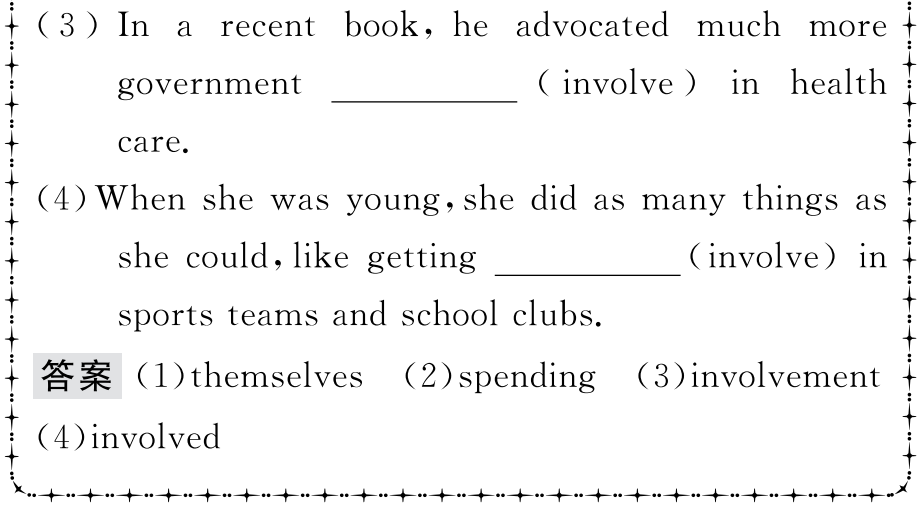 (3) In a recent book, he advocated much more
government __________ (involve) in health
care.
(4) When she was young, she did as many things as
she could, like getting __________ (involve) in
sports teams and school clubs.
答案 (1)themselves (2)spending (3)involvement
(4)involved